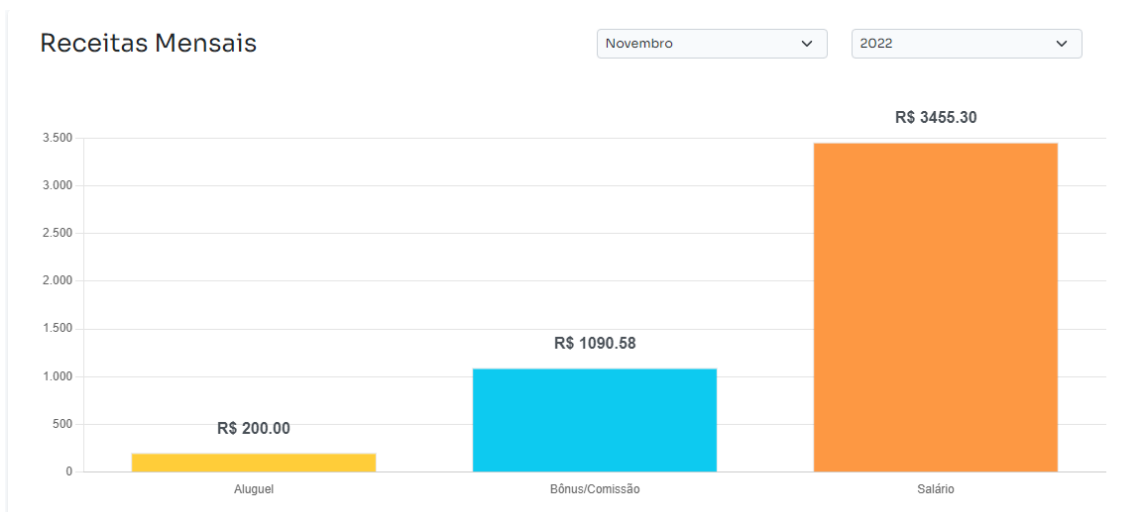 Receitas Mensais
Novembro
2022
R$ 3455.30
3.500
3.000
2.500
2.000
1.500
R$ 1090.58
1.000
500
R$ 200.00
0
Aluguel
Bônus/Comissão
Salário